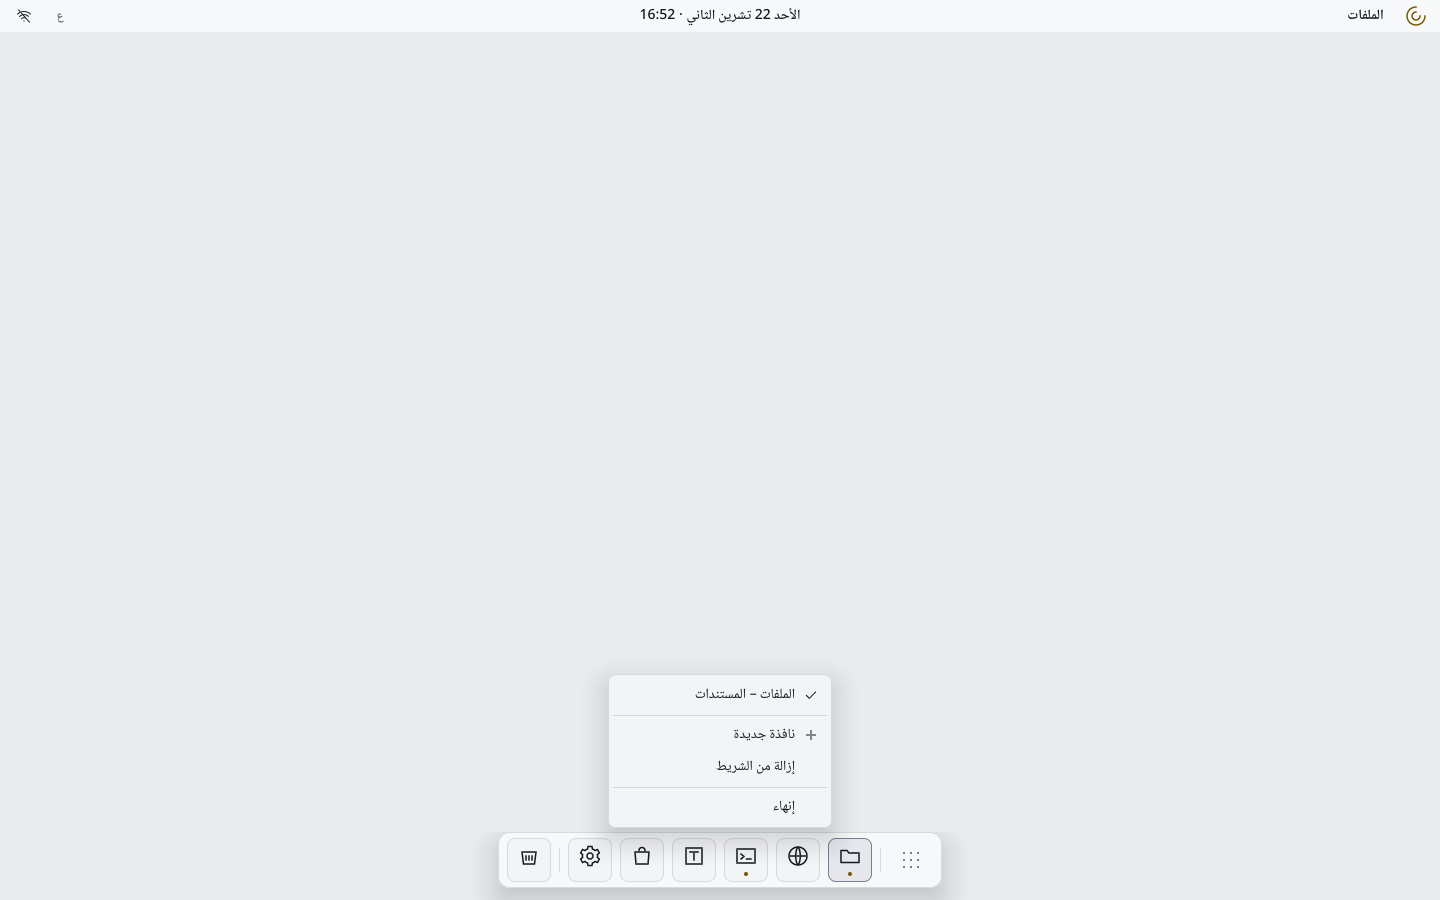 الملفات
الأحد 22 تشرين الثاني · 16:52
ع
الملفات – المستندات
نافذة جديدة
إزالة من الشريط
إنهاء